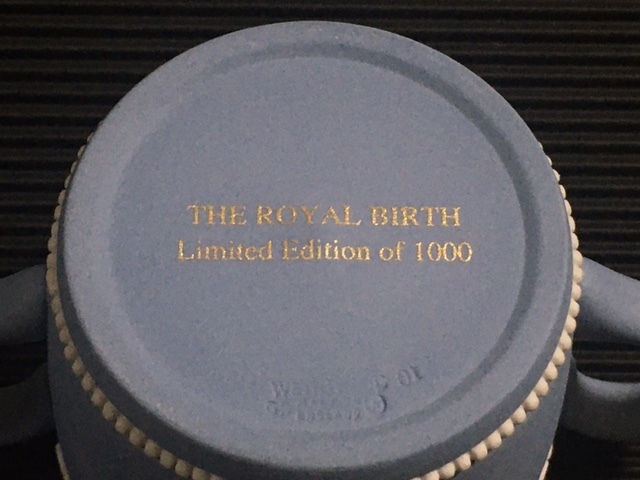 THE ROYAL BIRTH
Limited Edition of 1000